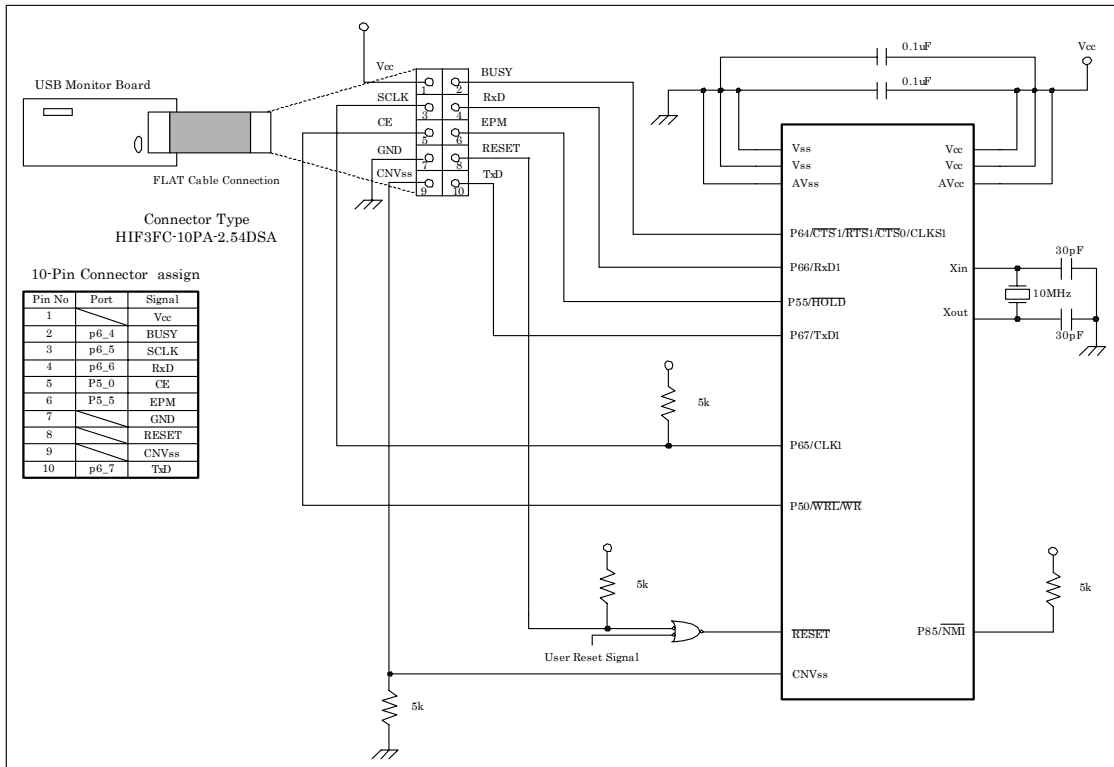 USB Monitor Board
FLAT Cable Connection
Connector Type
HIF3FC-10PA-2.54DSA
10-Pin Connector assign
Pin No Port Signal
1 Vcc
2 p6_4 BUSY
3 p6_5 SCLK
4 p6_6 RxD
5 P5_0 CE
6 P5_5 EPM
7 GND
8 RESET
9 CNVss
10 p6_7 TxD
Vcc
1
2
BUSY
SCLK
3
4
RxD
CE
5
6
EPM
GND
7
8
RESET
CNVss
9
10
TxD
0.1uF
0.1uF
Vcc
Vss
Vss
AVss
Vcc
Vcc
AVcc
P64/CTS1/RTS1/CTS0/CLKS1
P66/RxD1
P55/HOLD
P67/TxD1
P65/CLK1
P50/WRL/WR
RESET
CNVss
Xin
Xout
P85/NMI
30pF
10MHz
30pF
5k
5k
5k
5k
User Reset Signal